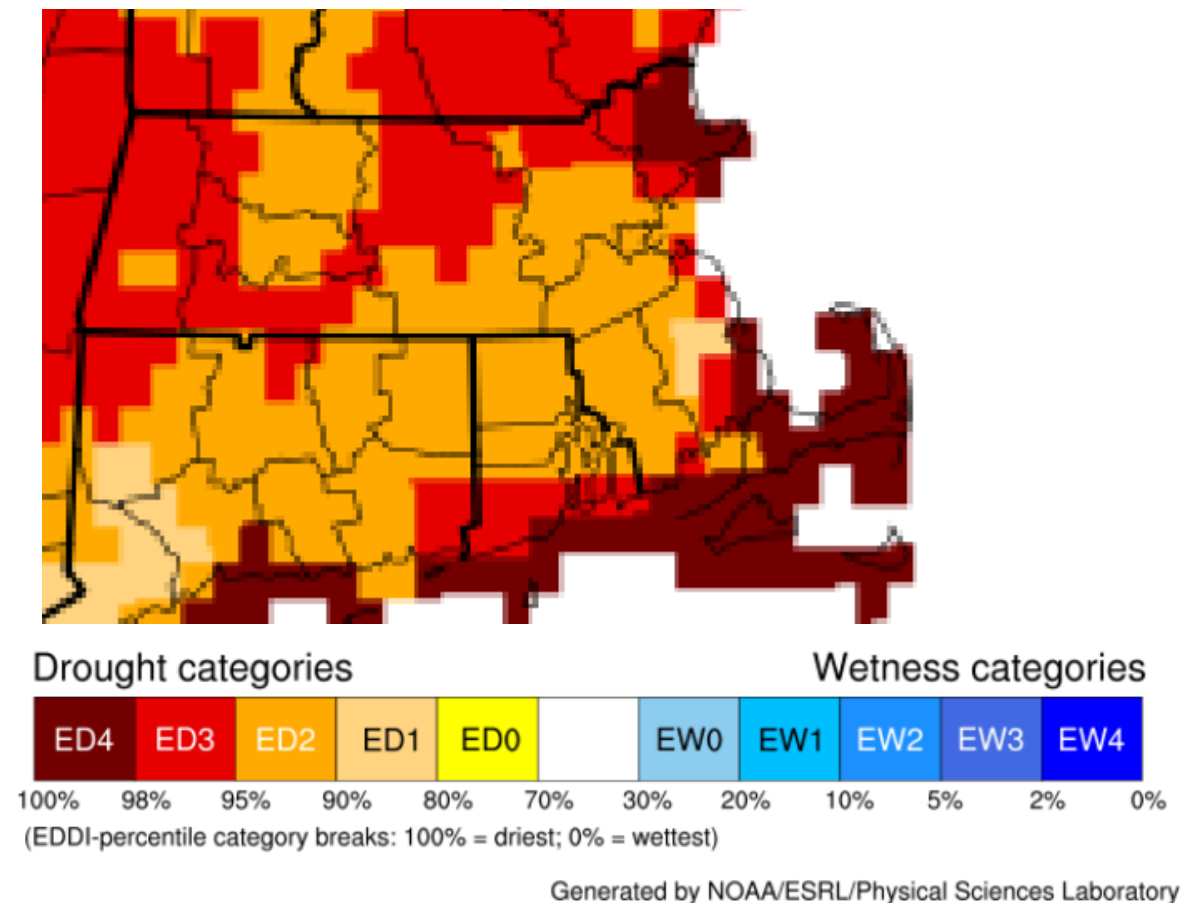 Drought categories Wetness categories
ED4 ED3 ED2 ED1 ED0 EW0 EW1 EW2 EW3 EW4
100% 98% 95% 90% 80% 70% 30% 20% 10% 5% 2% 0%
(EDDI-percentile category breaks: 100% = driest; 0% = wettest)
Generated by NOAA/ESRL/Physical Sciences Laboratory